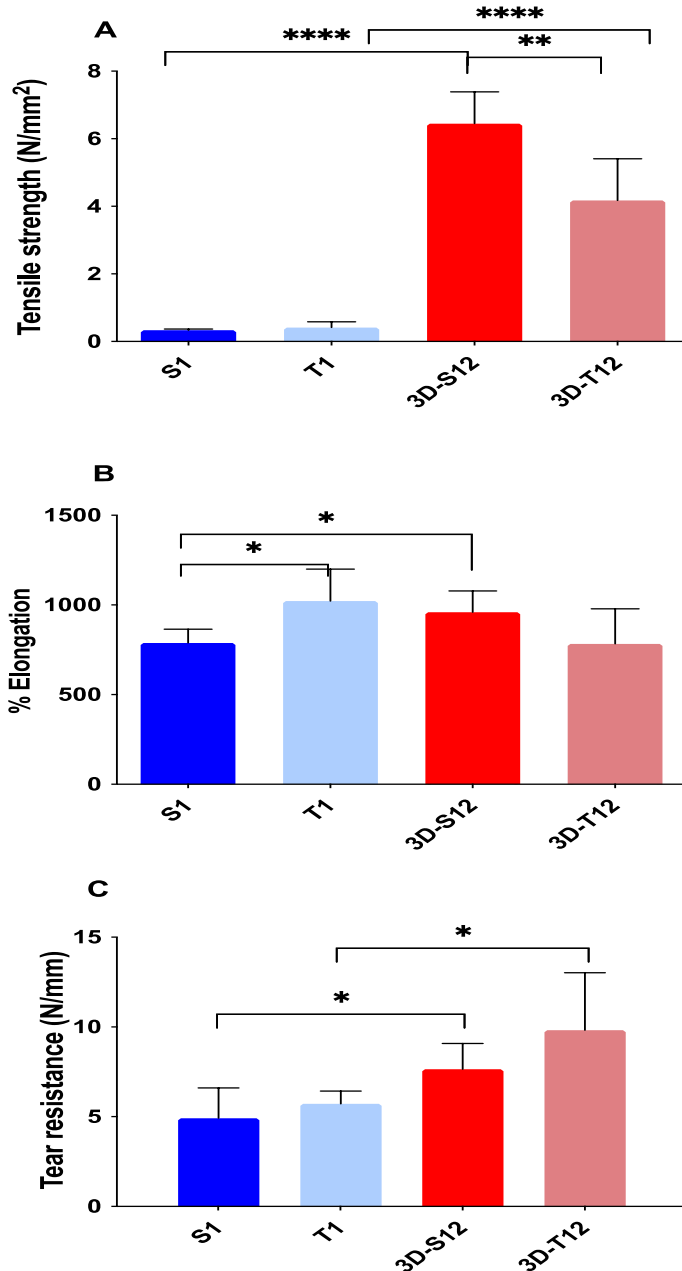 A
****
****
**
Tensile strength (N/mm²)
8
6
4
2
0
S1
T1
3D-S12
3D-T12
B
*
*
% Elongation
1500
1000
500
0
S1
T1
3D-S12
3D-T12
C
*
*
Tear resistance (N/mm)
15
10
5
0
S1
T1
3D-S12
3D-T12